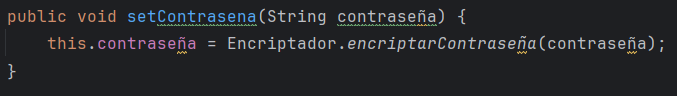 public void setContrasena(String contraseña) {
    this.contraseña = Encriptador.encriptarContraseña(contraseña);
}